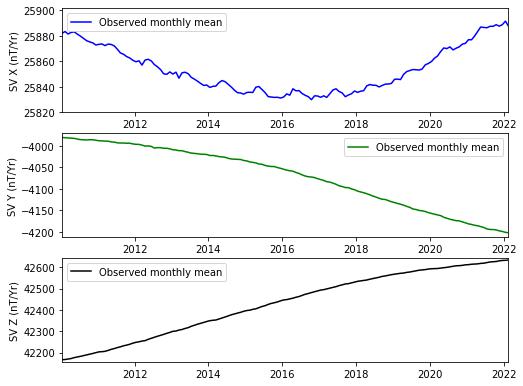 25900
25880
25860
25840
25820
SV X (nT/Yr)
Observed monthly mean
2012 2014 2016 2018 2020 2022
−4000
−4050
−4100
−4150
−4200
SV Y (nT/Yr)
Observed monthly mean
2012 2014 2016 2018 2020 2022
42600
42500
42400
42300
42200
SV Z (nT/Yr)
Observed monthly mean
2012 2014 2016 2018 2020 2022